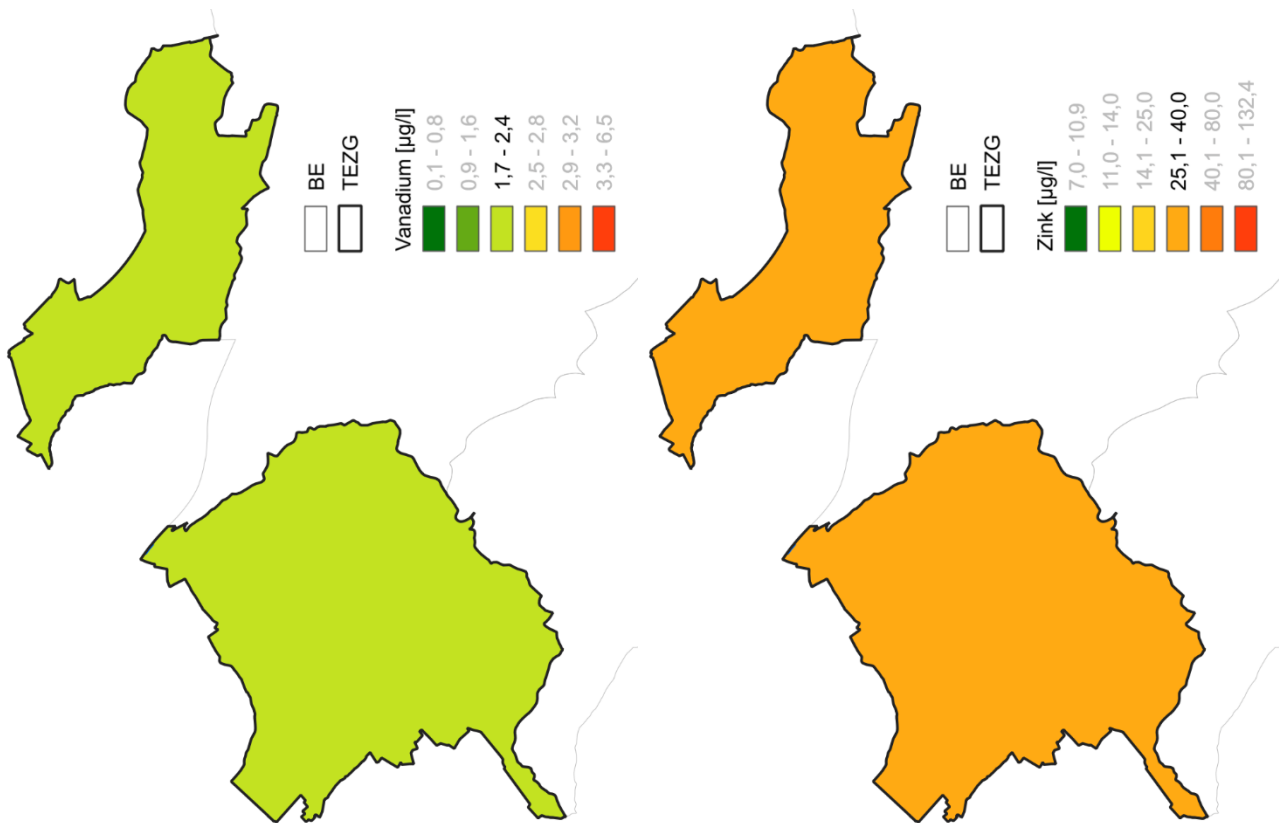 BE
TEZG
Vanadium [µg/l]
0,1 - 0,8
0,9 - 1,6
1,7 - 2,4
2,5 - 2,8
2,9 - 3,2
3,3 - 6,5
BE
TEZG
Zink [µg/l]
7,0 - 10,9
11,0 - 14,0
14,1 - 25,0
25,1 - 40,0
40,1 - 80,0
80,1 - 132,4